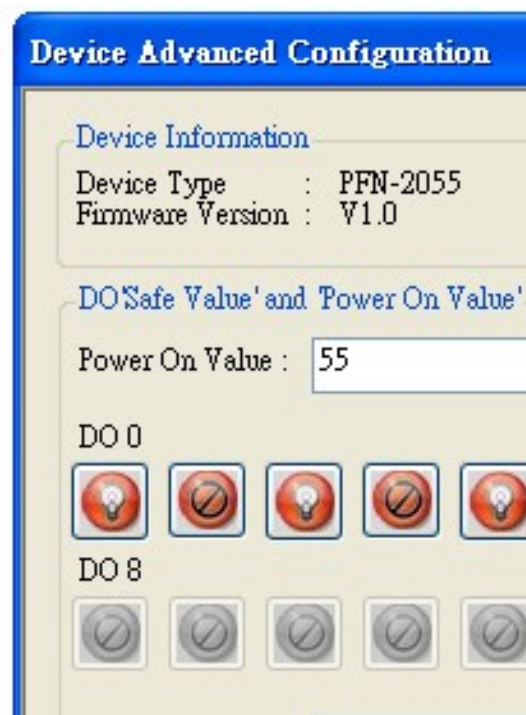 Device Advanced Configuration
Device Information
Device Type : PFN-2055
Firmware Version : V1.0
DO'Safe Value' and 'Power On Value'
Power On Value : 55
DO 0
DO 8